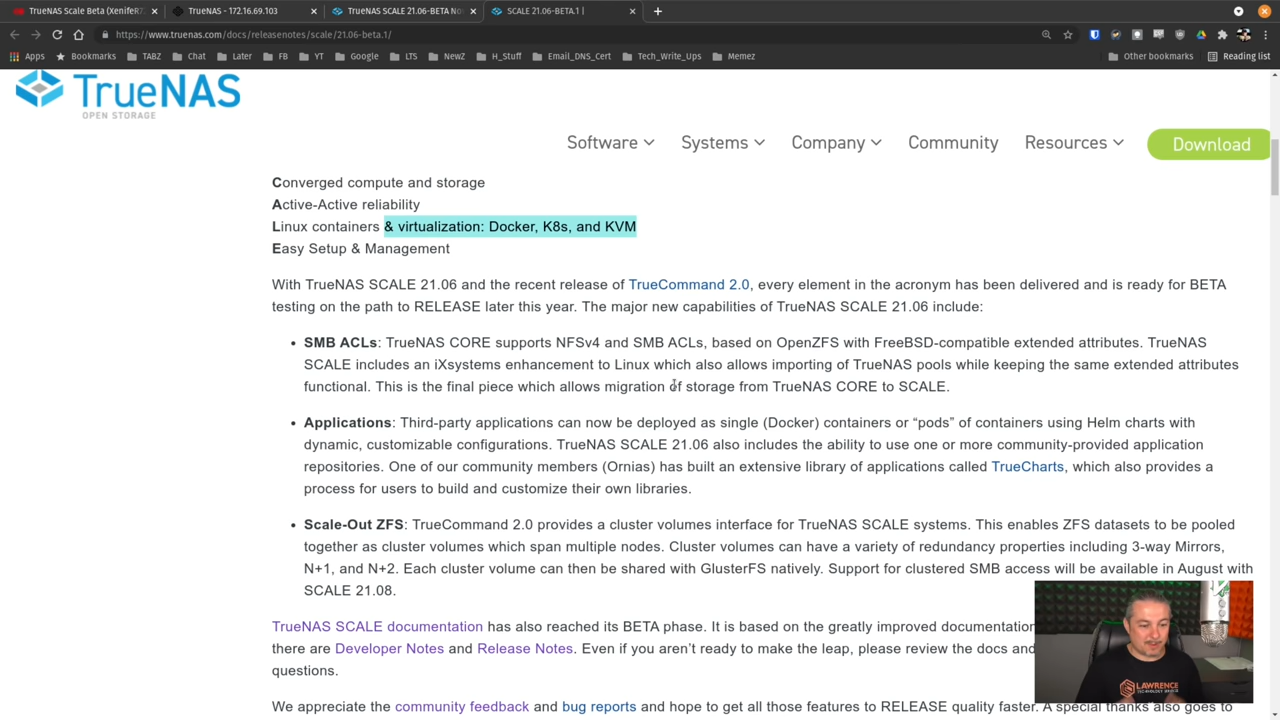 TrueNAS Scale Beta (XenifeR7
TrueNAS - 172.16.69.103
TrueNAS SCALE 21.06-BETA No
SCALE 21.06-BETA.1 |
https://www.truenas.com/docs/releasenotes/scale/21.06-beta.1/
Apps Bookmarks TABZ Chat Later FB YT Google LTS NewZ H_Stuff Email_DNS_Cert Tech_Write_Ups Memez Other bookmarks Reading list
TrueNAS
OPEN STORAGE
Software Systems Company Community Resources Download
Converged compute and storage
Active-Active reliability
Linux containers & virtualization: Docker, K8s, and KVM
Easy Setup & Management
With TrueNAS SCALE 21.06 and the recent release of TrueCommand 2.0, every element in the acronym has been delivered and is ready for BETA
testing on the path to RELEASE later this year. The major new capabilities of TrueNAS SCALE 21.06 include:
• SMB ACLs: TrueNAS CORE supports NFSv4 and SMB ACLs, based on OpenZFS with FreeBSD-compatible extended attributes. TrueNAS
SCALE includes an iXsystems enhancement to Linux which also allows importing of TrueNAS pools while keeping the same extended attributes
functional. This is the final piece which allows migration of storage from TrueNAS CORE to SCALE.
• Applications: Third-party applications can now be deployed as single (Docker) containers or “pods” of containers using Helm charts with
dynamic, customizable configurations. TrueNAS SCALE 21.06 also includes the ability to use one or more community-provided application
repositories. One of our community members (Ornias) has built an extensive library of applications called TrueCharts, which also provides a
process for users to build and customize their own libraries.
• Scale-Out ZFS: TrueCommand 2.0 provides a cluster volumes interface for TrueNAS SCALE systems. This enables ZFS datasets to be pooled
together as cluster volumes which span multiple nodes. Cluster volumes can have a variety of redundancy properties including 3-way Mirrors,
N+1, and N+2. Each cluster volume can then be shared with GlusterFS natively. Support for clustered SMB access will be available in August with
SCALE 21.08.
TrueNAS SCALE documentation has also reached its BETA phase. It is based on the greatly improved documentation
there are Developer Notes and Release Notes. Even if you aren’t ready to make the leap, please review the docs and
questions.
We appreciate the community feedback and bug reports and hope to get all those features to RELEASE quality faster. A special thanks also goes to
LAWRENCE